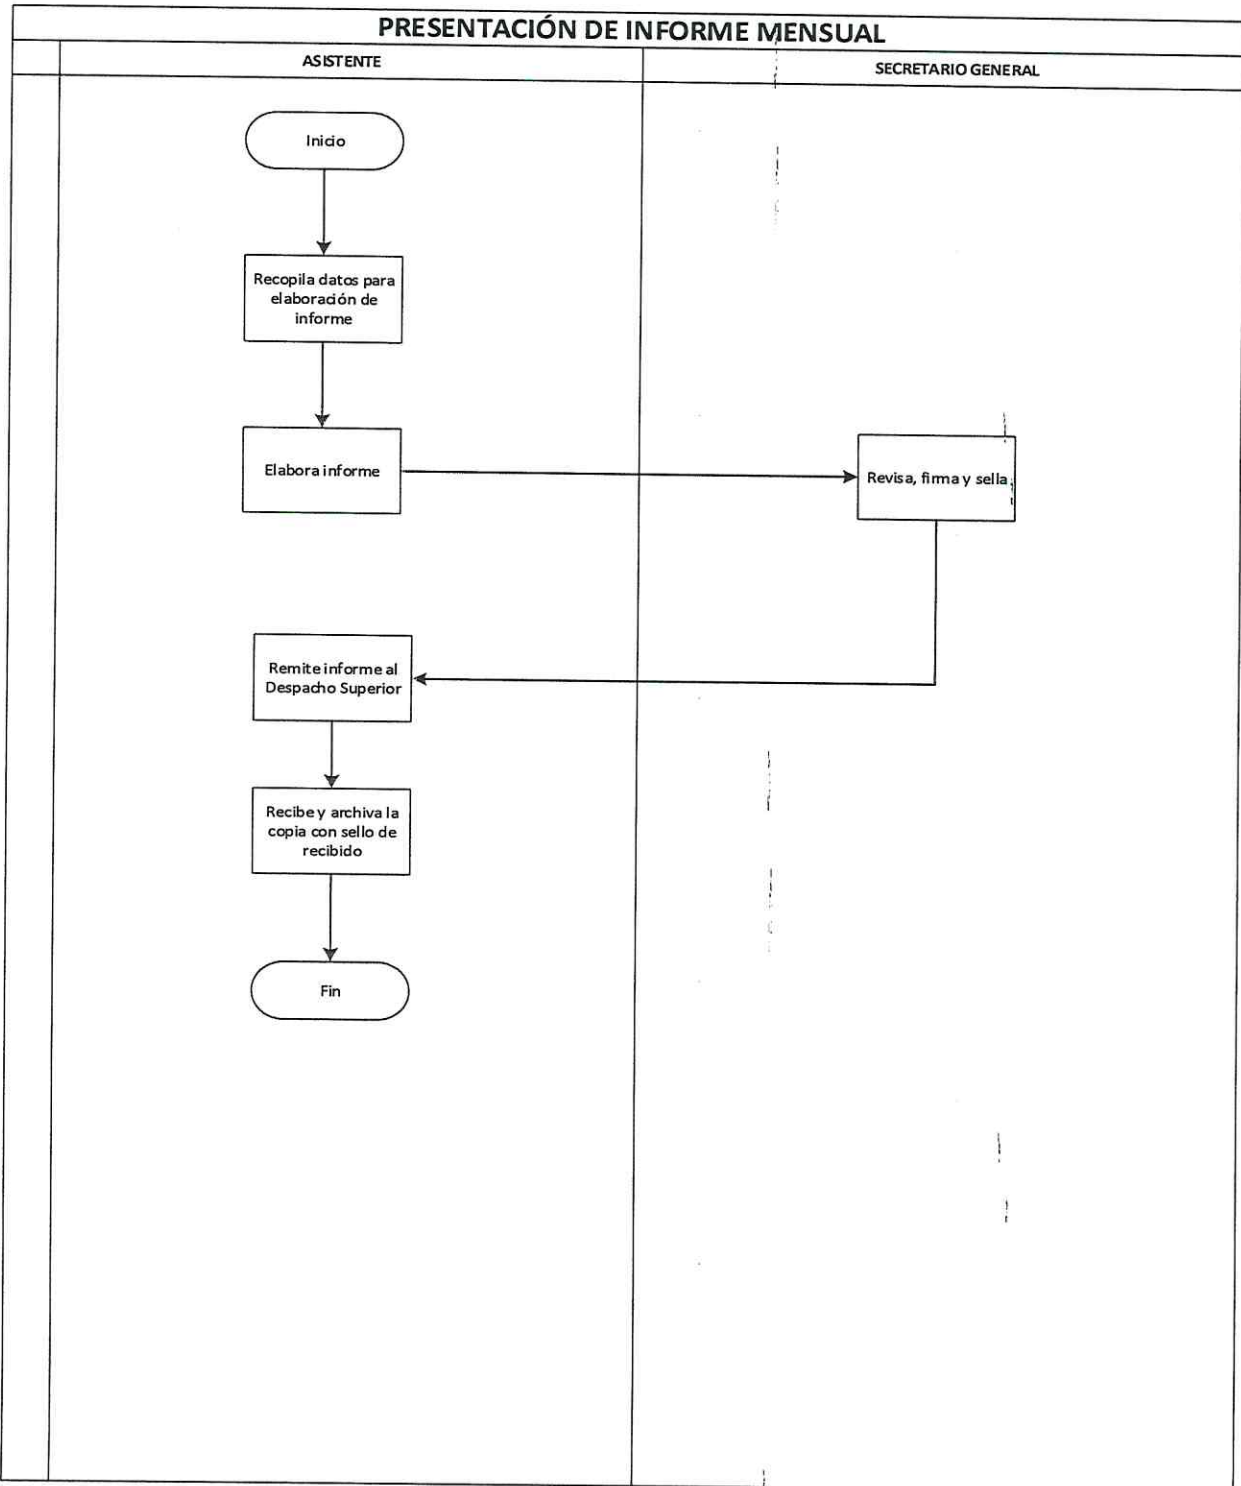 PRESENTACIÓN DE INFORME MENSUAL
ASISTENTE
SECRETARIO GENERAL
Inicio
Recopila datos para
elaboración de
informe
Elabora informe
Revisa, firma y sella
Remite informe al
Despacho Superior
Recibe y archiva la
copia con sello de
recibido
Fin